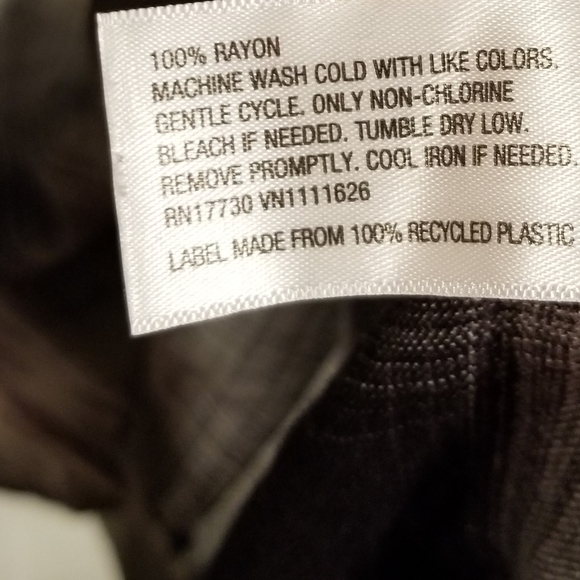 100% RAYON
MACHINE WASH COLD WITH LIKE COLORS.
GENTLE CYCLE. ONLY NON-CHLORINE
BLEACH IF NEEDED. TUMBLE DRY LOW.
REMOVE PROMPTLY. COOL IRON IF NEEDED.
RN17730 VN1111626
LABEL MADE FROM 100% RECYCLED PLASTIC